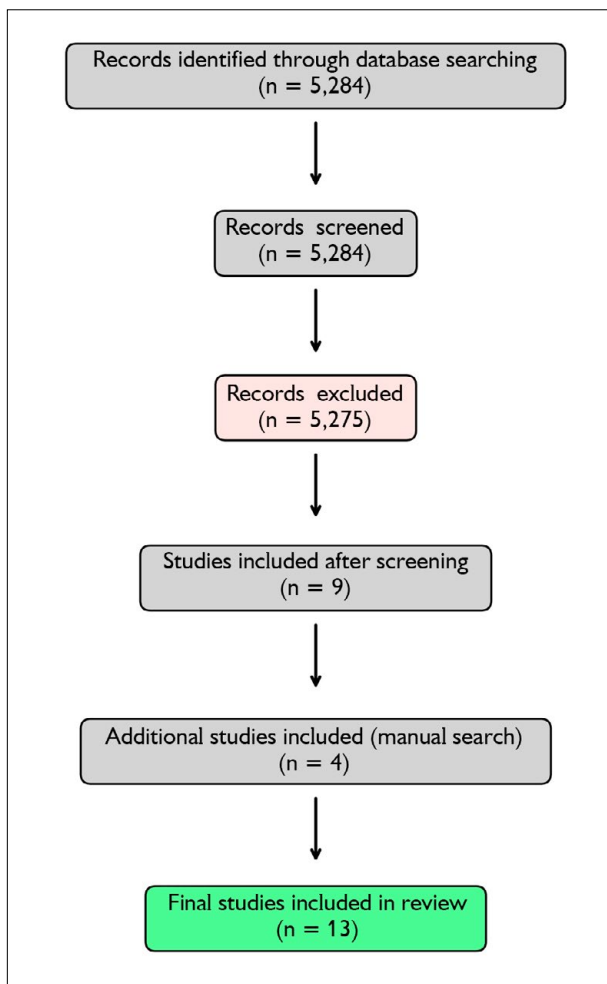 Records identified through database searching
(n = 5,284)
Records screened
(n = 5,284)
Records excluded
(n = 5,275)
Studies included after screening
(n = 9)
Additional studies included (manual search)
(n = 4)
Final studies included in review
(n = 13)